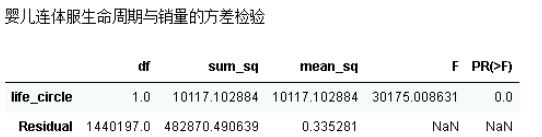 婴儿连体服生命周期与销量的方差检验
df sum_sq mean_sq F PR(>F)
life_circle 1.0 10117.102884 10117.102884 30175.008631 0.0
Residual 1440197.0 482870.490639 0.335281 NaN NaN